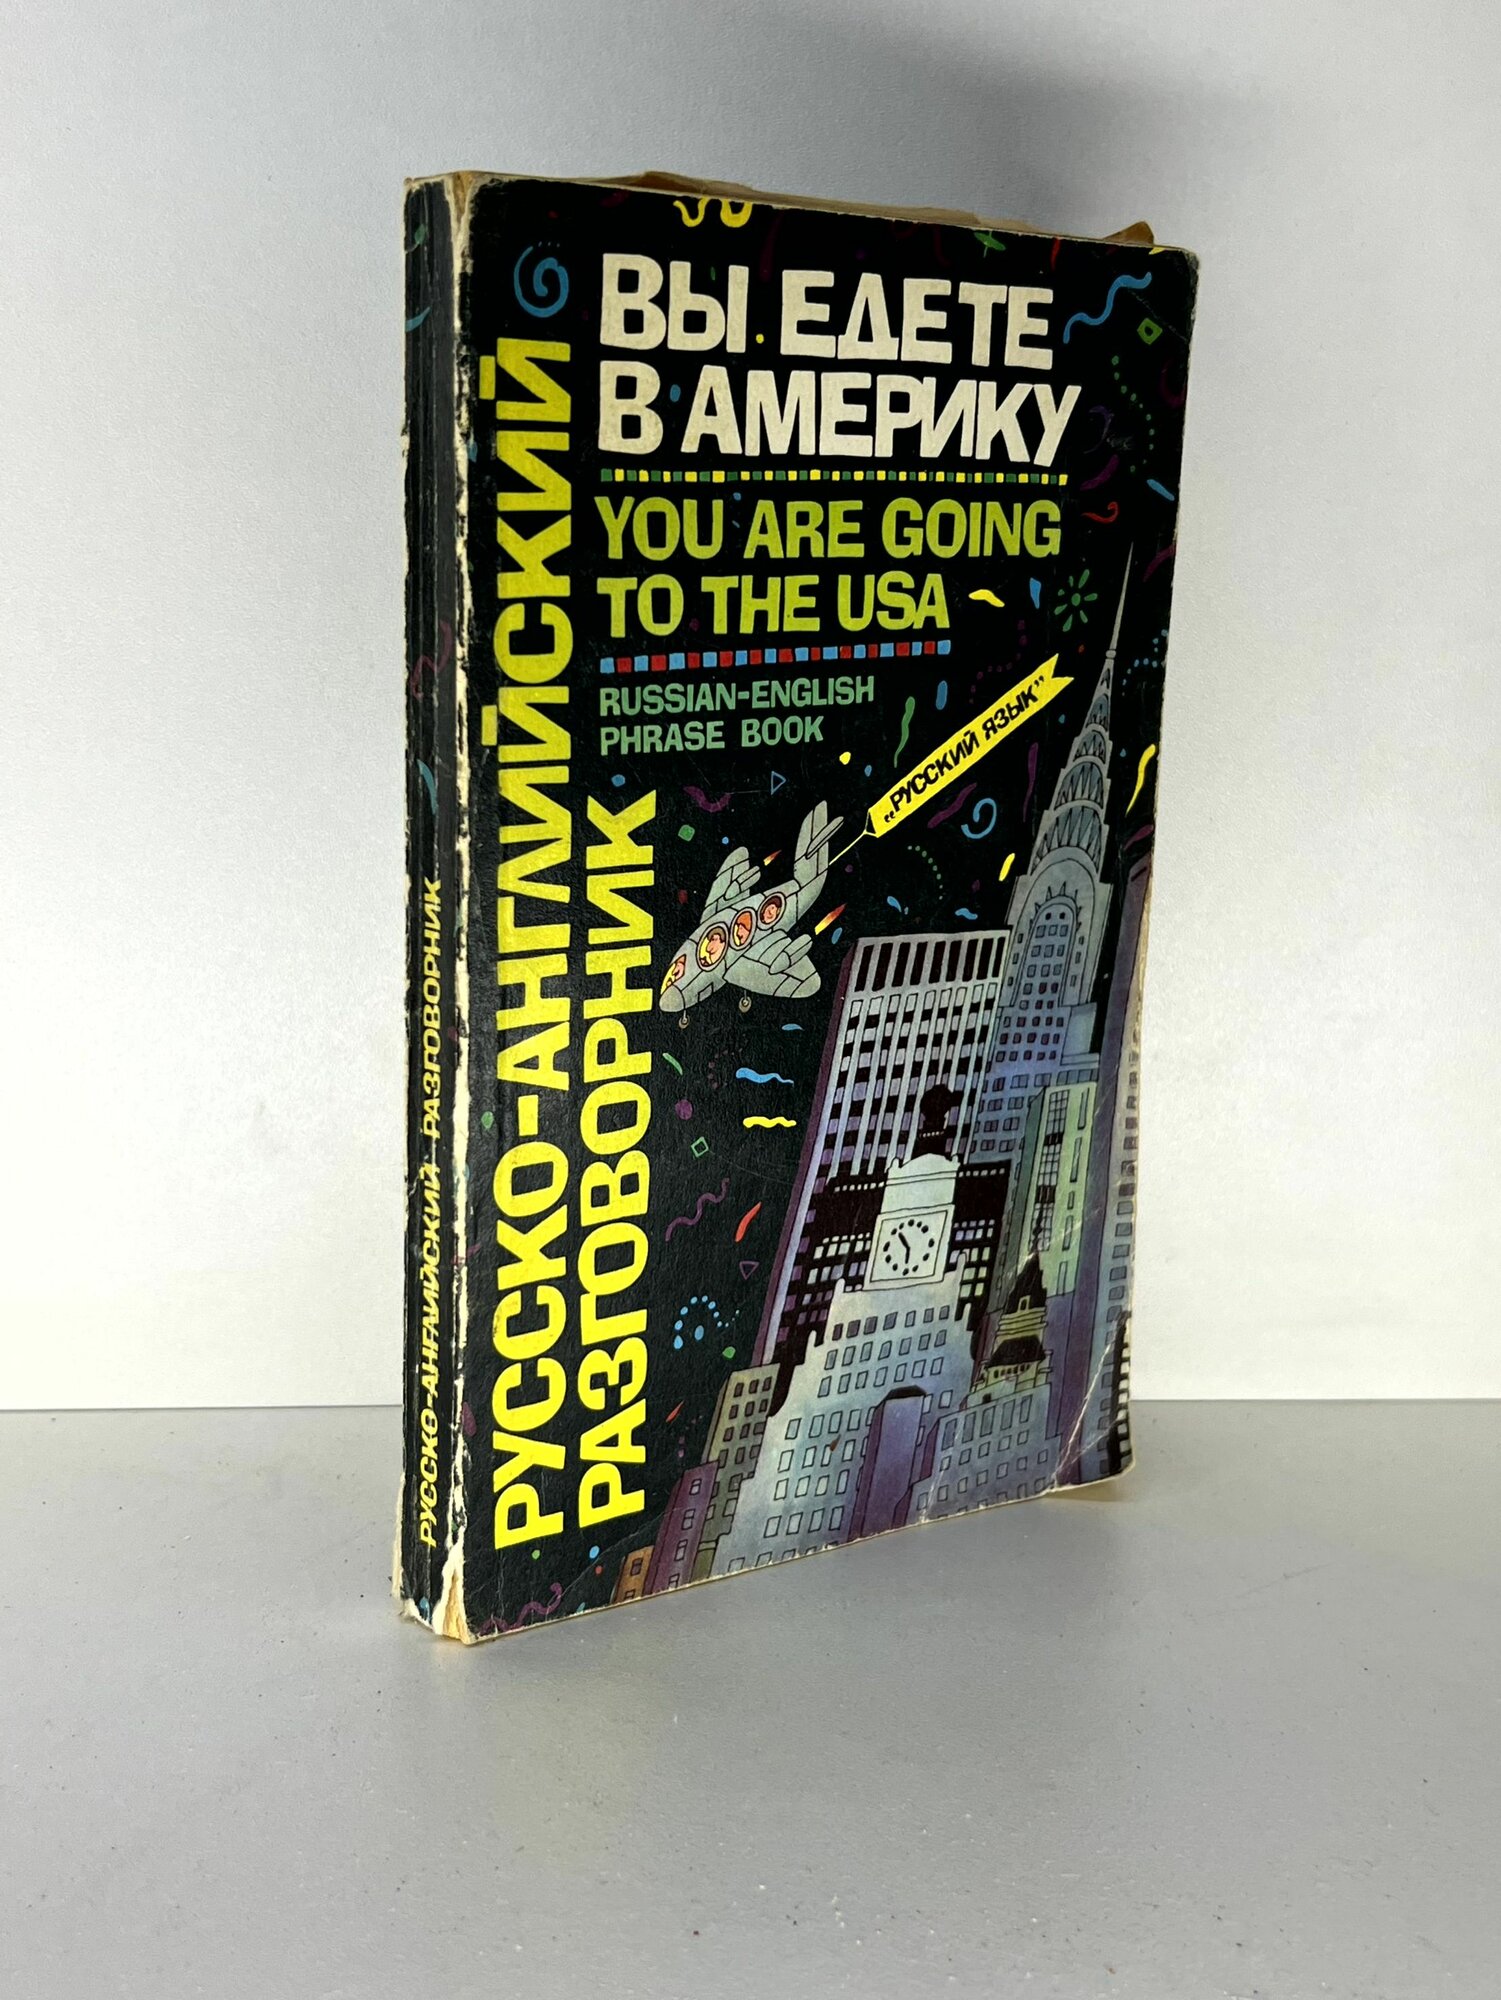 РУССКО-АНГЛИЙСКИЙ РАЗГОВОРНИК
РУССКО-АНГЛИЙСКИЙ
РАЗГОВОРНИК
ВЫ ЕДЕТЕ
В АМЕРИКУ
YOU ARE GOING
TO THE USA
RUSSIAN-ENGLISH
PHRASE BOOK
„РУССКИЙ ЯЗЫК”